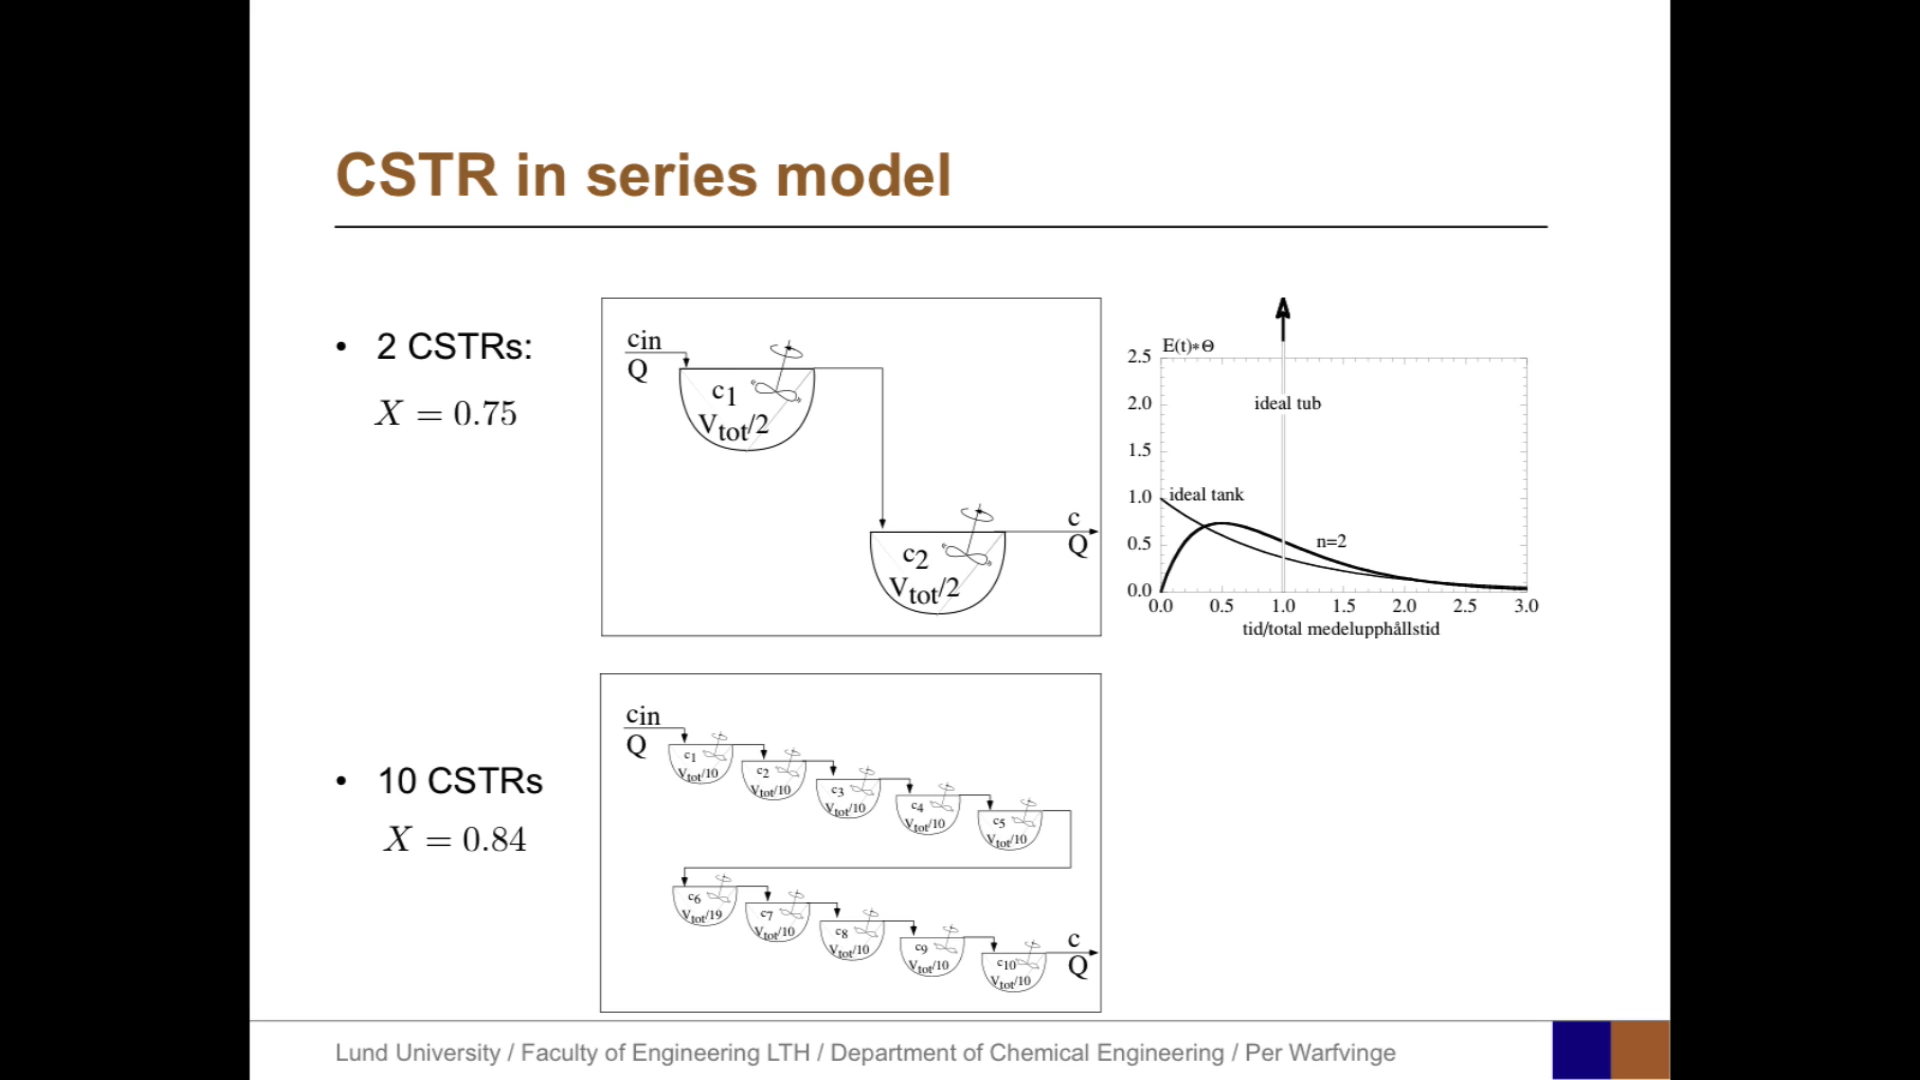 CSTR in series model
• 2 CSTRs:
X = 0.75
cin
Q
c1
Vtot/2
c2
Vtot/2
c
Q
E(t)*Θ
2.5
2.0
1.5
1.0
0.5
0.0
ideal tub
ideal tank
n=2
0.0 0.5 1.0 1.5 2.0 2.5 3.0
tid/total medelupphållstid
• 10 CSTRs
X = 0.84
cin
Q
c1
Vtot/10
c2
Vtot/10
c3
Vtot/10
c4
Vtot/10
c5
Vtot/10
c6
Vtot/19
c7
Vtot/10
c8
Vtot/10
c9
Vtot/10
c10
Vtot/10
c
Q
Lund University / Faculty of Engineering LTH / Department of Chemical Engineering / Per Warfvinge